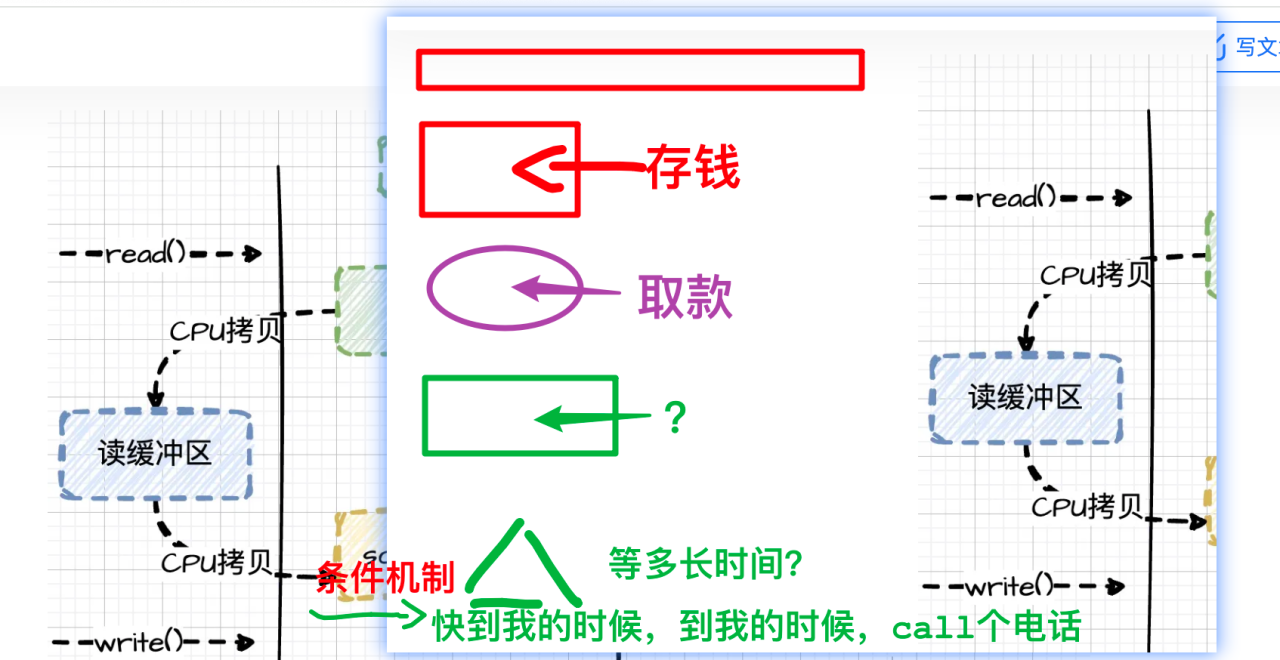 写文
存钱
read()
read()
CPU拷贝
取款
CPU拷贝
读缓冲区
?
读缓冲区
CPU拷贝
CPU拷贝
等多长时间?
条件机制
write()
快到我的时候，到我的时候，call个电话
write()